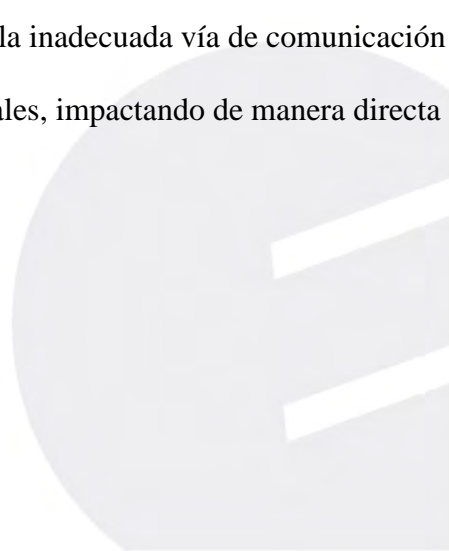 la inadecuada vía de comunicación
ales, impactando de manera directa